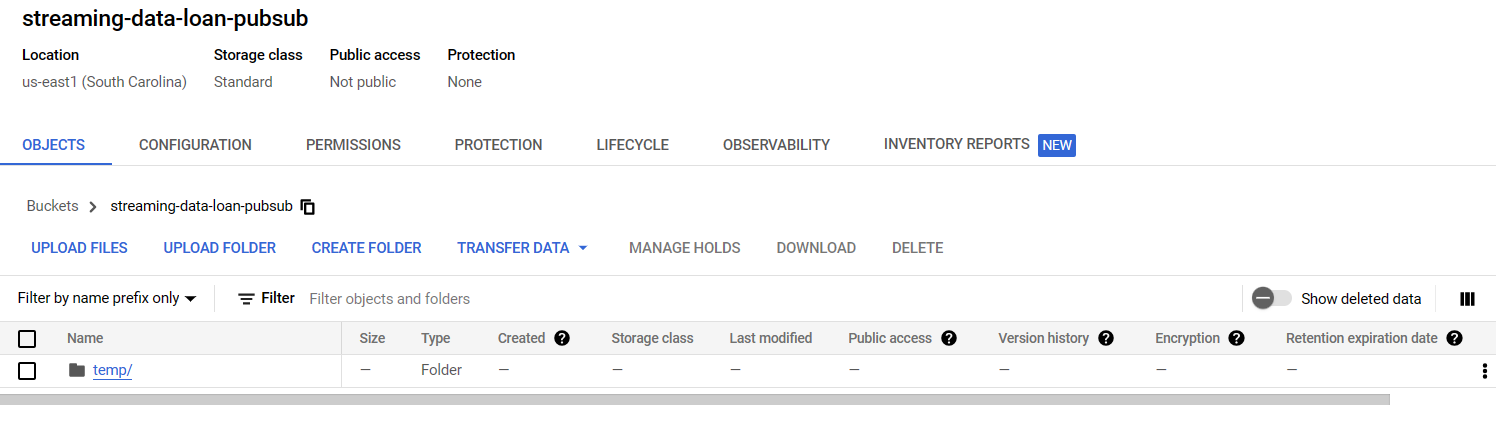 streaming-data-loan-pubsub
Location Storage class Public access Protection
us-east1 (South Carolina) Standard Not public None
OBJECTS CONFIGURATION PERMISSIONS PROTECTION LIFECYCLE OBSERVABILITY INVENTORY REPORTS NEW
Buckets streaming-data-loan-pubsub
UPLOAD FILES UPLOAD FOLDER CREATE FOLDER TRANSFER DATA MANAGE HOLDS DOWNLOAD DELETE
Filter by name prefix only Filter Filter objects and folders Show deleted data
Name Size Type Created ? Storage class Last modified Public access ? Version history ? Encryption ? Retention expiration date ?
temp/ — Folder — — — — — — —